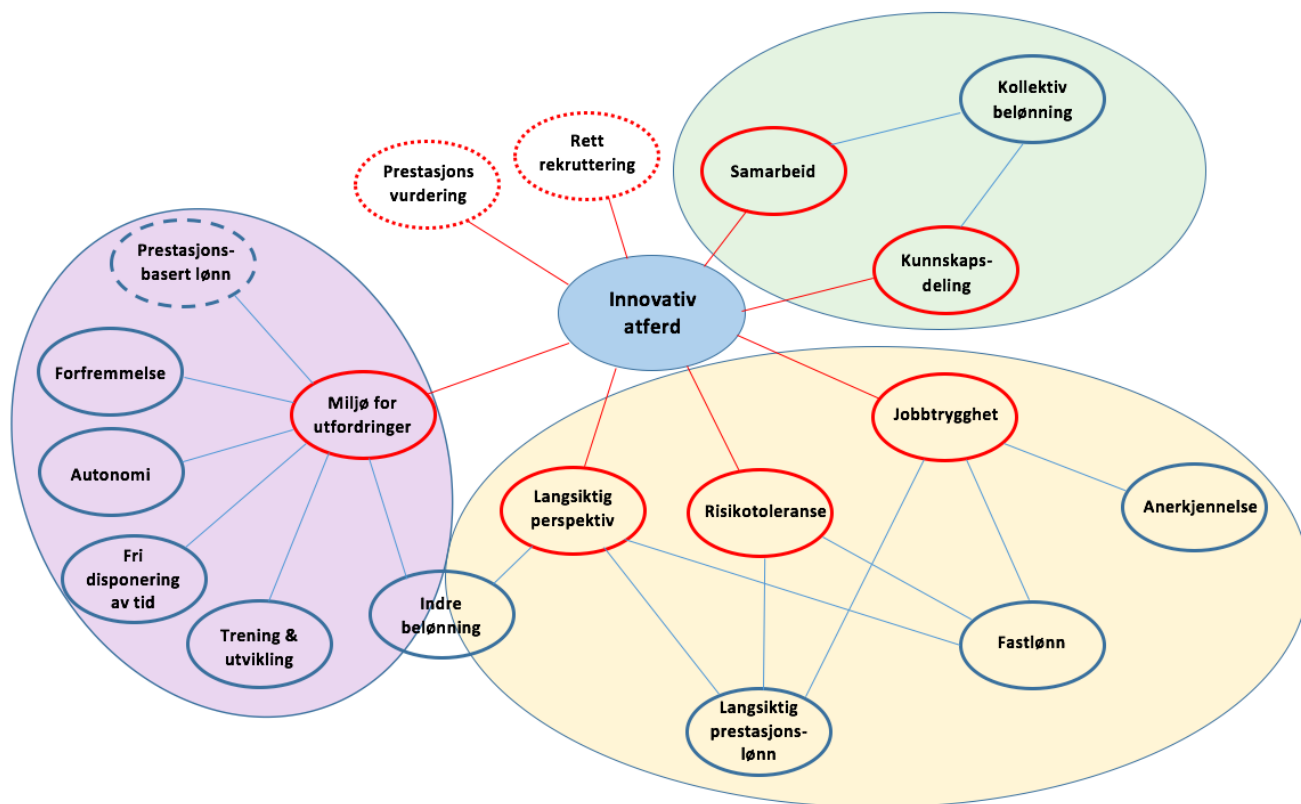 Kollektiv
belønning
Rett
rekruttering
Samarbeid
Prestasjons
vurdering
Prestasjons-
basert lønn
Kunnskaps-
deling
Innovativ
atferd
Forfremmelse
Miljø for
utfordringer
Jobbtrygghet
Autonomi
Langsiktig
perspektiv
Risikotoleranse
Anerkjennelse
Fri
disponering
av tid
Indre
belønning
Trening &
utvikling
Fastlønn
Langsiktig
prestasjons-
lønn